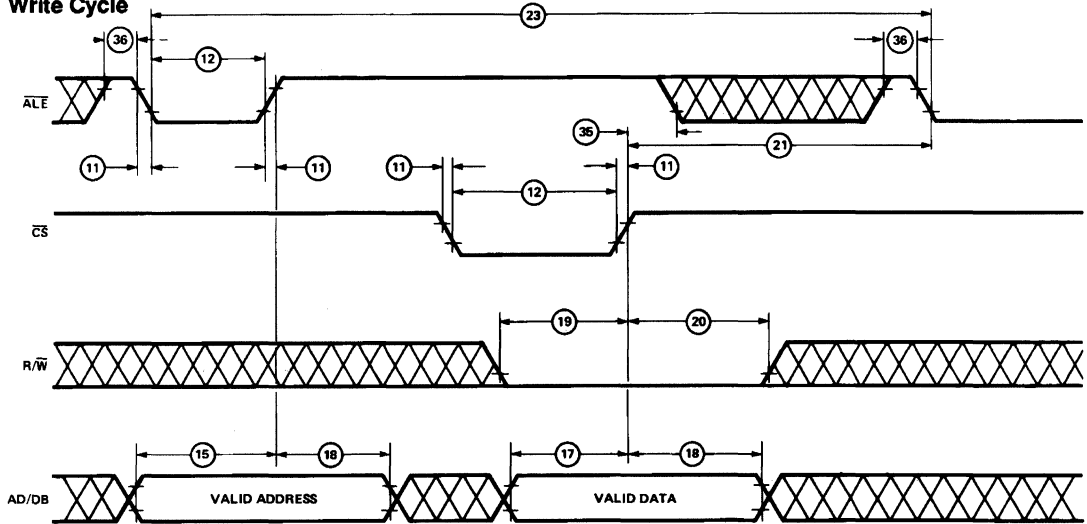 Write Cycle
23
36 12 36
ALE
35 21
11 11 11 11
12
CS
19 20
R/W
15 18 17 18
AD/DB VALID ADDRESS VALID DATA